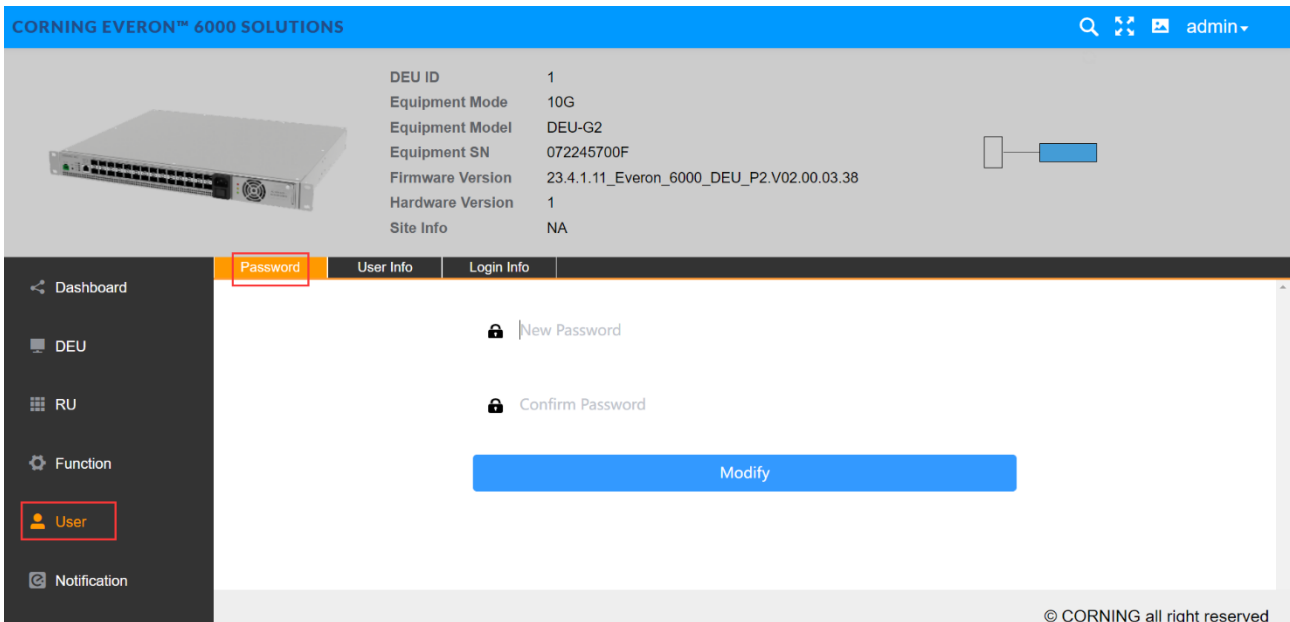 CORNING EVERON™ 6000 SOLUTIONS
admin
DEU ID 1
Equipment Mode 10G
Equipment Model DEU-G2
Equipment SN 072245700F
Firmware Version 23.4.1.11_Everon_6000_DEU_P2.V02.00.03.38
Hardware Version 1
Site Info NA
Password User Info Login Info
Dashboard
New Password
DEU
RU
Confirm Password
Function
Modify
User
Notification
© CORNING all right reserved